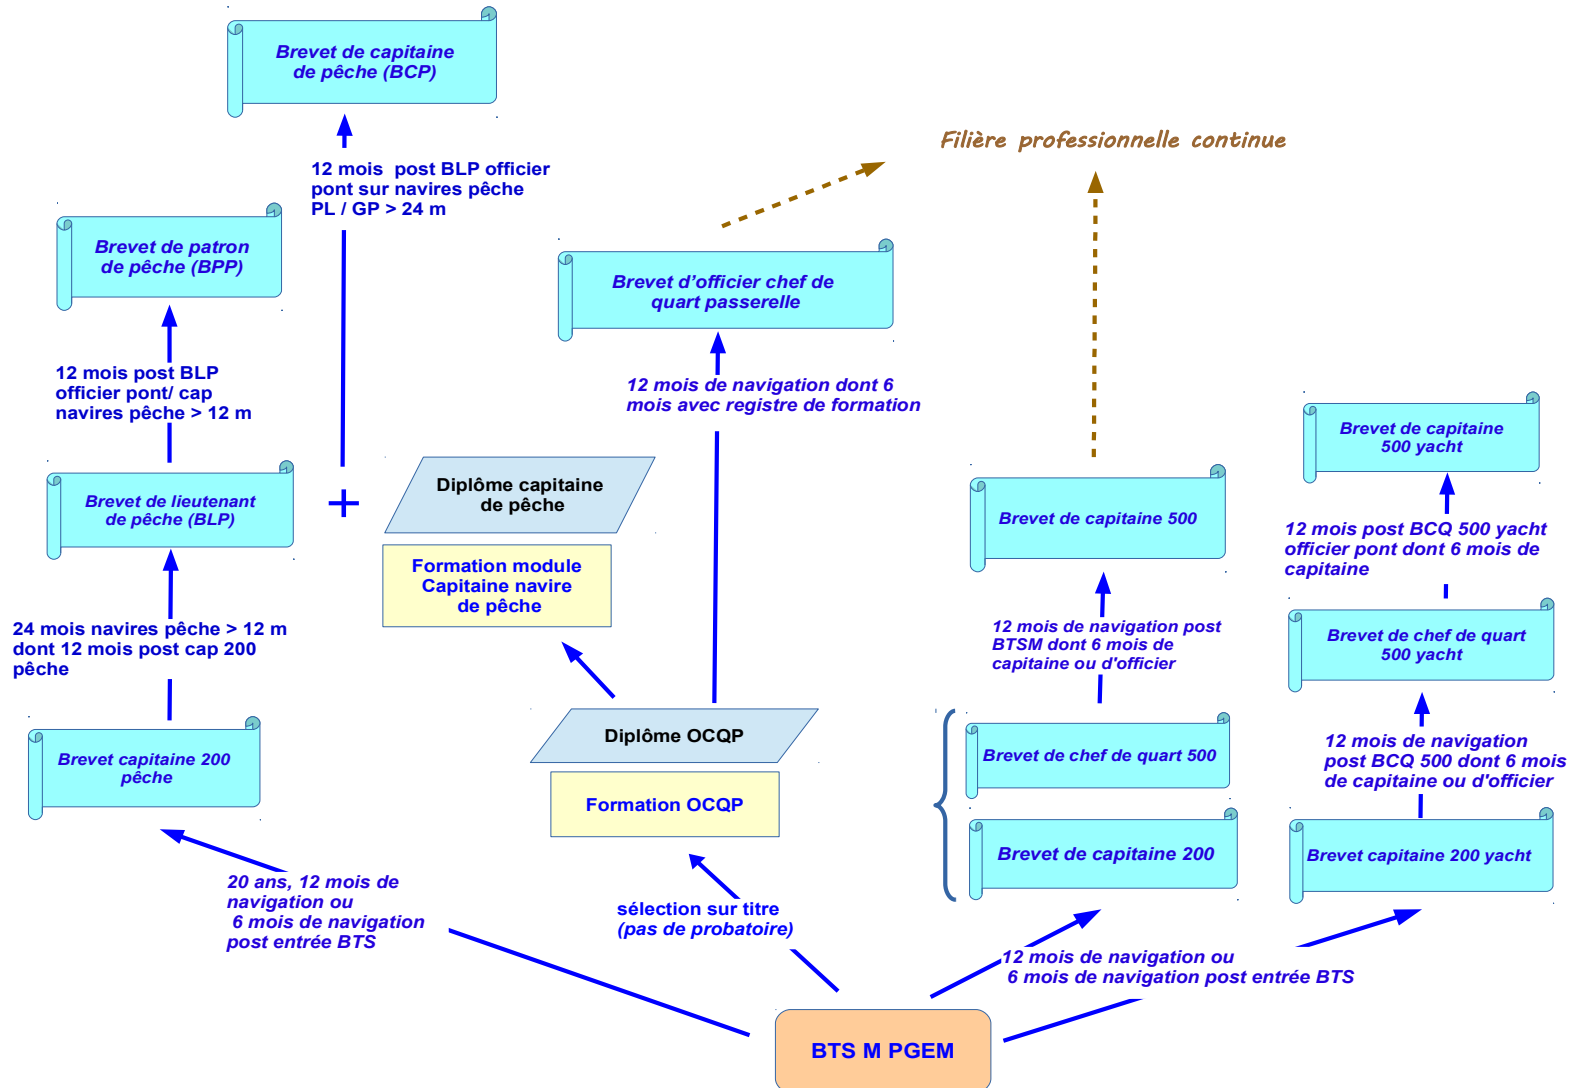 Brevet de capitaine
de pêche (BCP)
Filière professionnelle continue
12 mois  post BLP officier
pont sur navires pêche
PL / GP > 24 m
Brevet de patron
de pêche (BPP)
Brevet d'officier chef de
quart passerelle
12 mois post BLP
officier pont/ cap
navires pêche > 12 m
12 mois de navigation dont 6
mois avec registre de formation
Brevet de capitaine
500 yacht
Brevet de lieutenant
de pêche (BLP)
+
Diplôme capitaine
de pêche
Brevet de capitaine 500
12 mois post BCQ 500 yacht
officier pont dont 6 mois de
capitaine
Formation module
Capitaine navire
de pêche
24 mois navires pêche > 12 m
dont 12 mois post cap 200
pêche
12 mois de navigation post
BTSM dont 6 mois de
capitaine ou d'officier
Brevet de chef de quart
500 yacht
Brevet capitaine 200
pêche
Diplôme OCQP
Formation OCQP
Brevet de chef de quart 500
Brevet de capitaine 200
12 mois de navigation
post BCQ 500 dont 6 mois
de capitaine ou d'officier
Brevet capitaine 200 yacht
20 ans, 12 mois de
navigation ou
6 mois de navigation
post entrée BTS
sélection sur titre
(pas de probatoire)
12 mois de navigation ou
6 mois de navigation post entrée BTS
BTS M PGEM